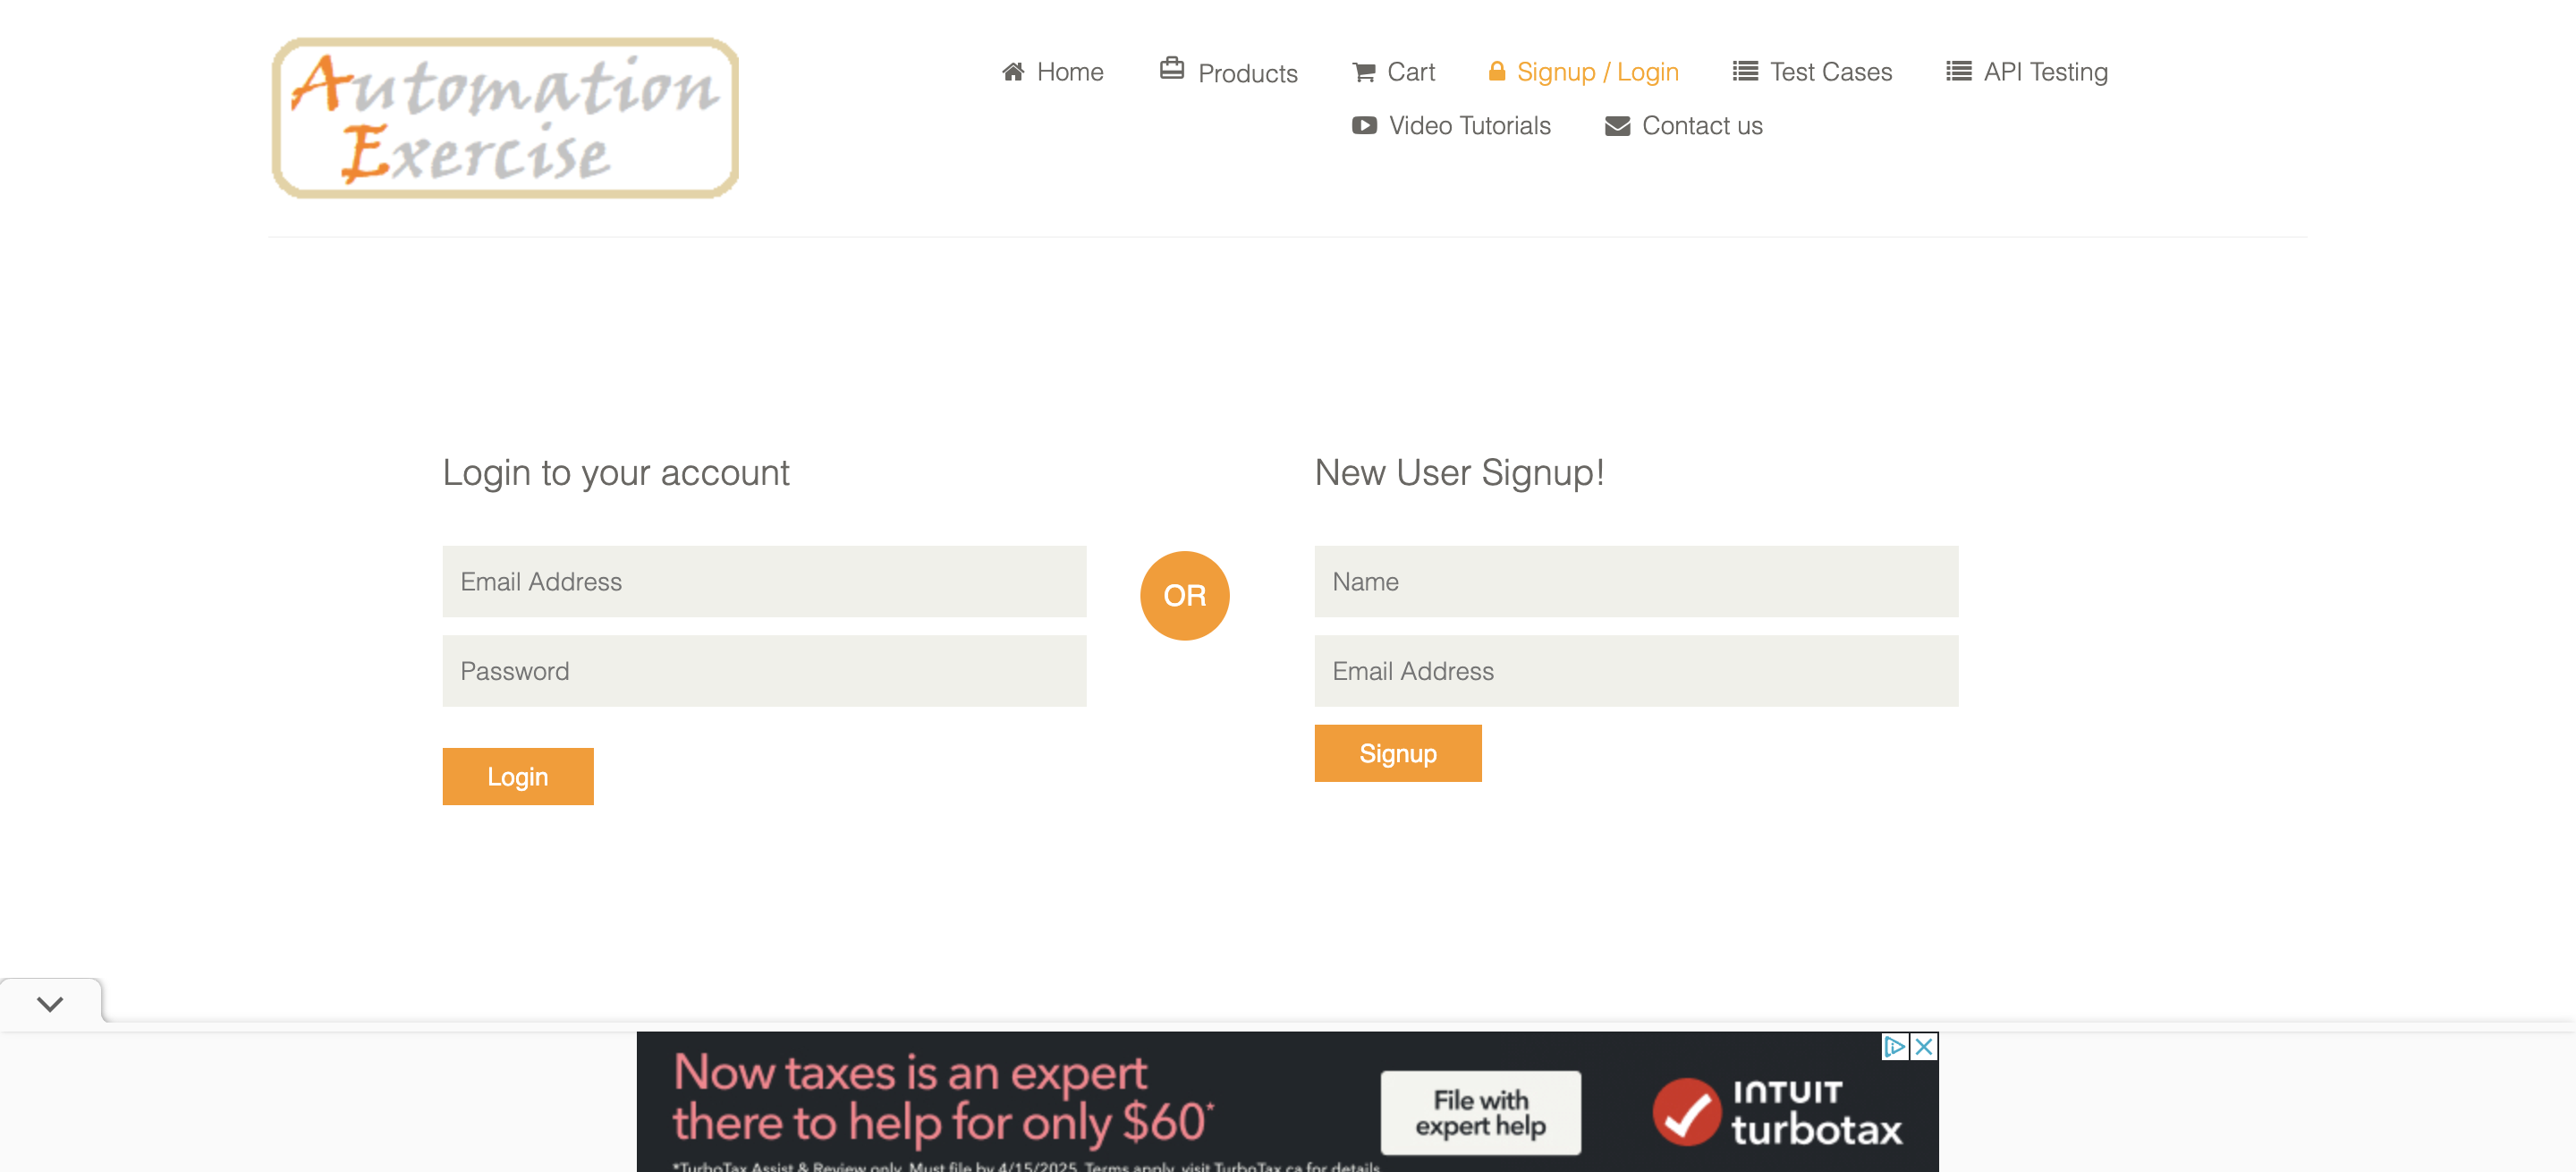 Automation
Exercise
Home Products Cart Signup / Login Test Cases API Testing
Video Tutorials Contact us
Login to your account
Email Address
Password
Login
OR
New User Signup!
Name
Email Address
Signup
Now taxes is an expert
there to help for only $60*
*TurboTax Assist & Review only. Must file by 4/15/2025. Terms apply, visit TurboTax.ca for details.
File with
expert help
INTUIT
turbotax